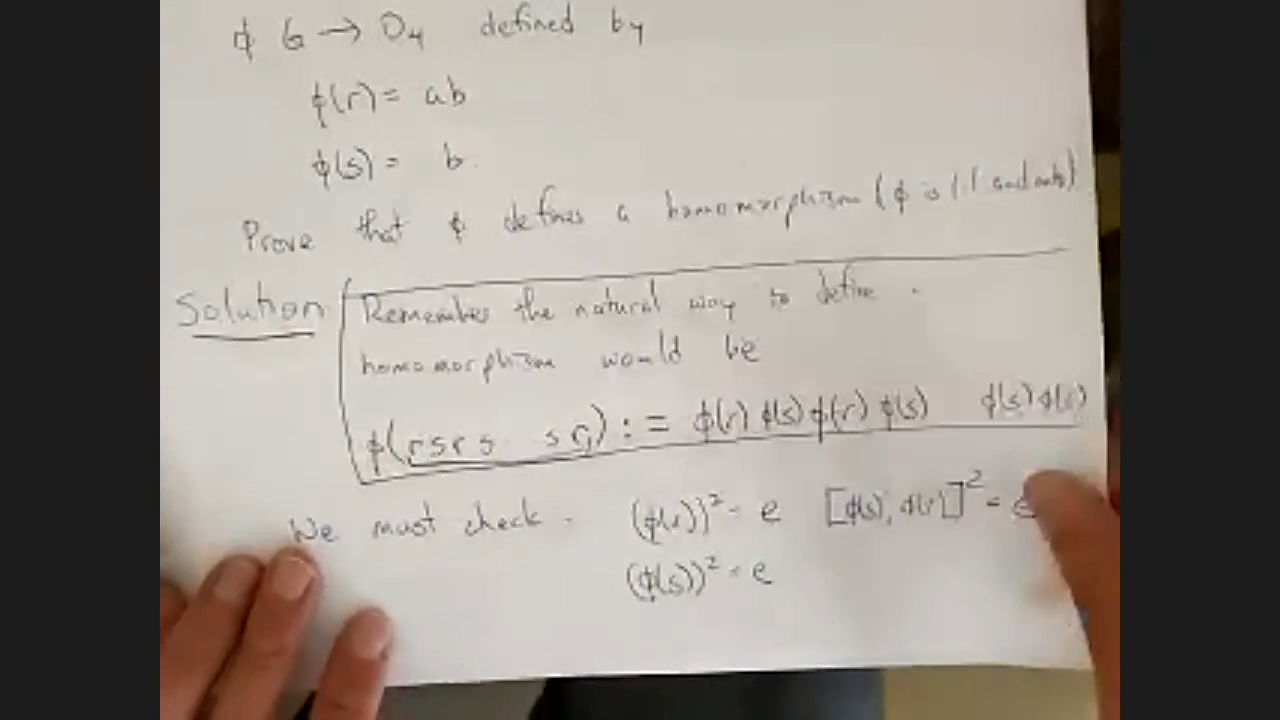 ϕ G → D₄ defined by
ϕ(r) = ab
ϕ(s) = b.
Prove that ϕ defines a homomorphism (ϕ is 1:1 and onto)
Solution
Remember the natural way to define
homomorphism would be
ϕ(rsrs sr) := ϕ(r) ϕ(s) ϕ(r) ϕ(s) ϕ(s) ϕ(r)
We must check. (ϕ(r))² = e [ϕ(s), ϕ(r)]² = e
(ϕ(s))² = e